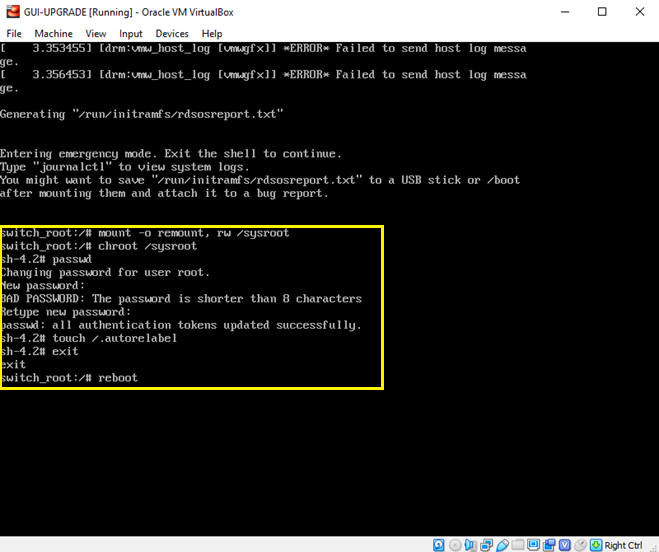 GUI-UPGRADE [Running] - Oracle VM VirtualBox
File Machine View Input Devices Help
[    3.353455] [drm:vmw_host_log [vmwgfx]] *ERROR* Failed to send host log messa
ge.
[    3.356453] [drm:vmw_host_log [vmwgfx]] *ERROR* Failed to send host log messa
ge.
Generating "/run/initramfs/rdsosreport.txt"
Entering emergency mode. Exit the shell to continue.
Type "journalctl" to view system logs.
You might want to save "/run/initramfs/rdsosreport.txt" to a USB stick or /boot
after mounting them and attach it to a bug report.
switch_root:/# mount -o remount, rw /sysroot
switch_root:/# chroot /sysroot
sh-4.2# passwd
Changing password for user root.
New password:
BAD PASSWORD: The password is shorter than 8 characters
Retype new password:
passwd: all authentication tokens updated successfully.
sh-4.2# touch /.autorelabel
sh-4.2# exit
exit
switch_root:/# reboot
Right Ctrl